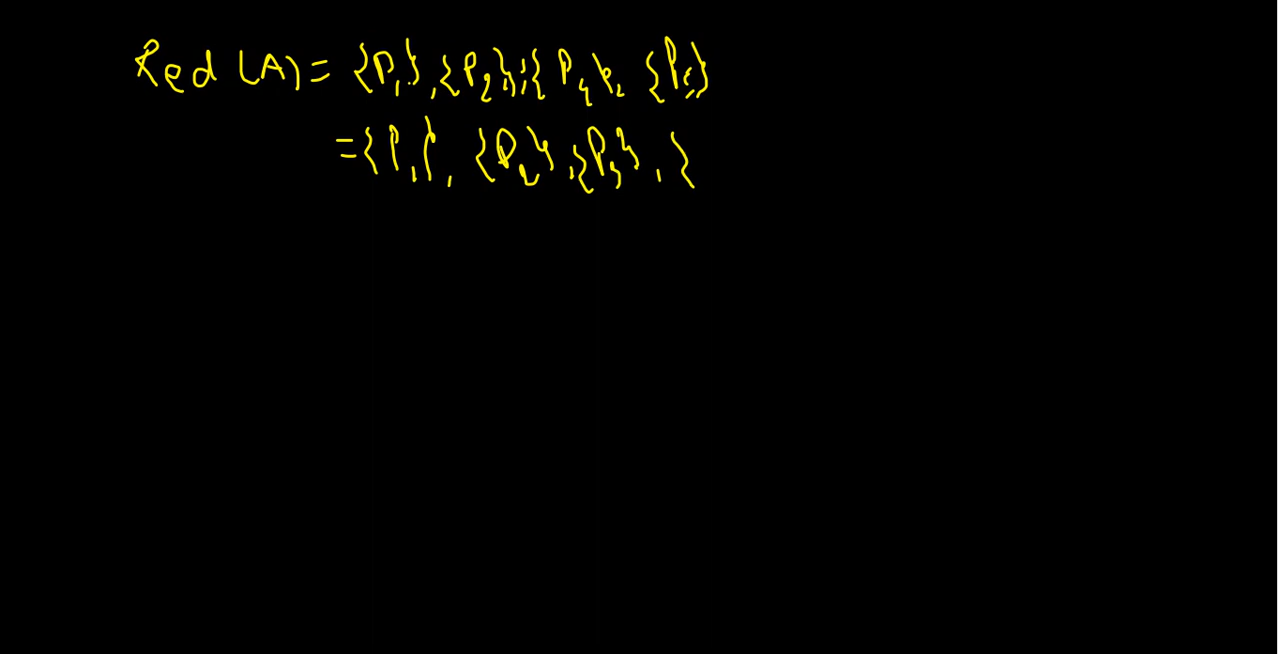 Red (A) = {P1}, {P2}, {P4}, {P5}
= {P1}, {P2}, {P3}, {